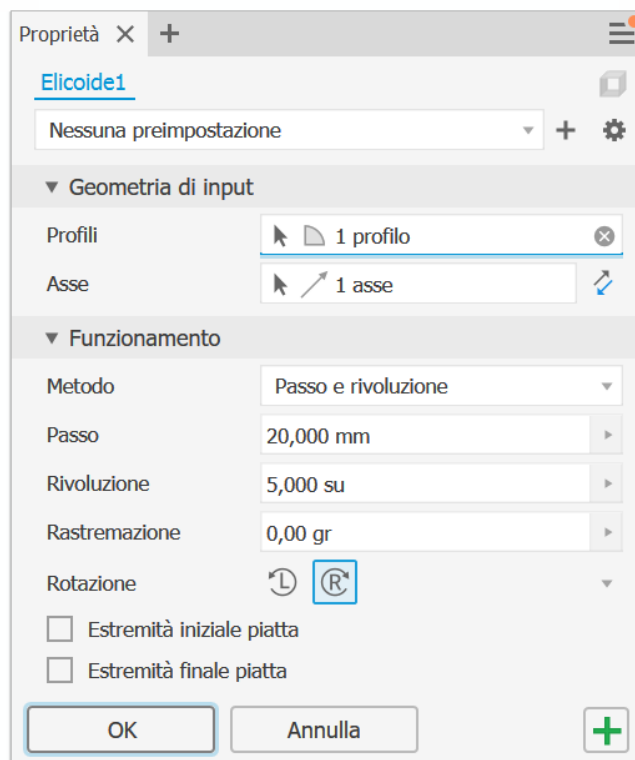 Proprietà
Elicoide1
Nessuna preimpostazione
Geometria di input
Profili 1 profilo
Asse 1 asse
Funzionamento
Metodo Passo e rivoluzione
Passo 20,000 mm
Rivoluzione 5,000 su
Rastremazione 0,00 gr
Rotazione L R
Estremità iniziale piatta
Estremità finale piatta
OK Annulla